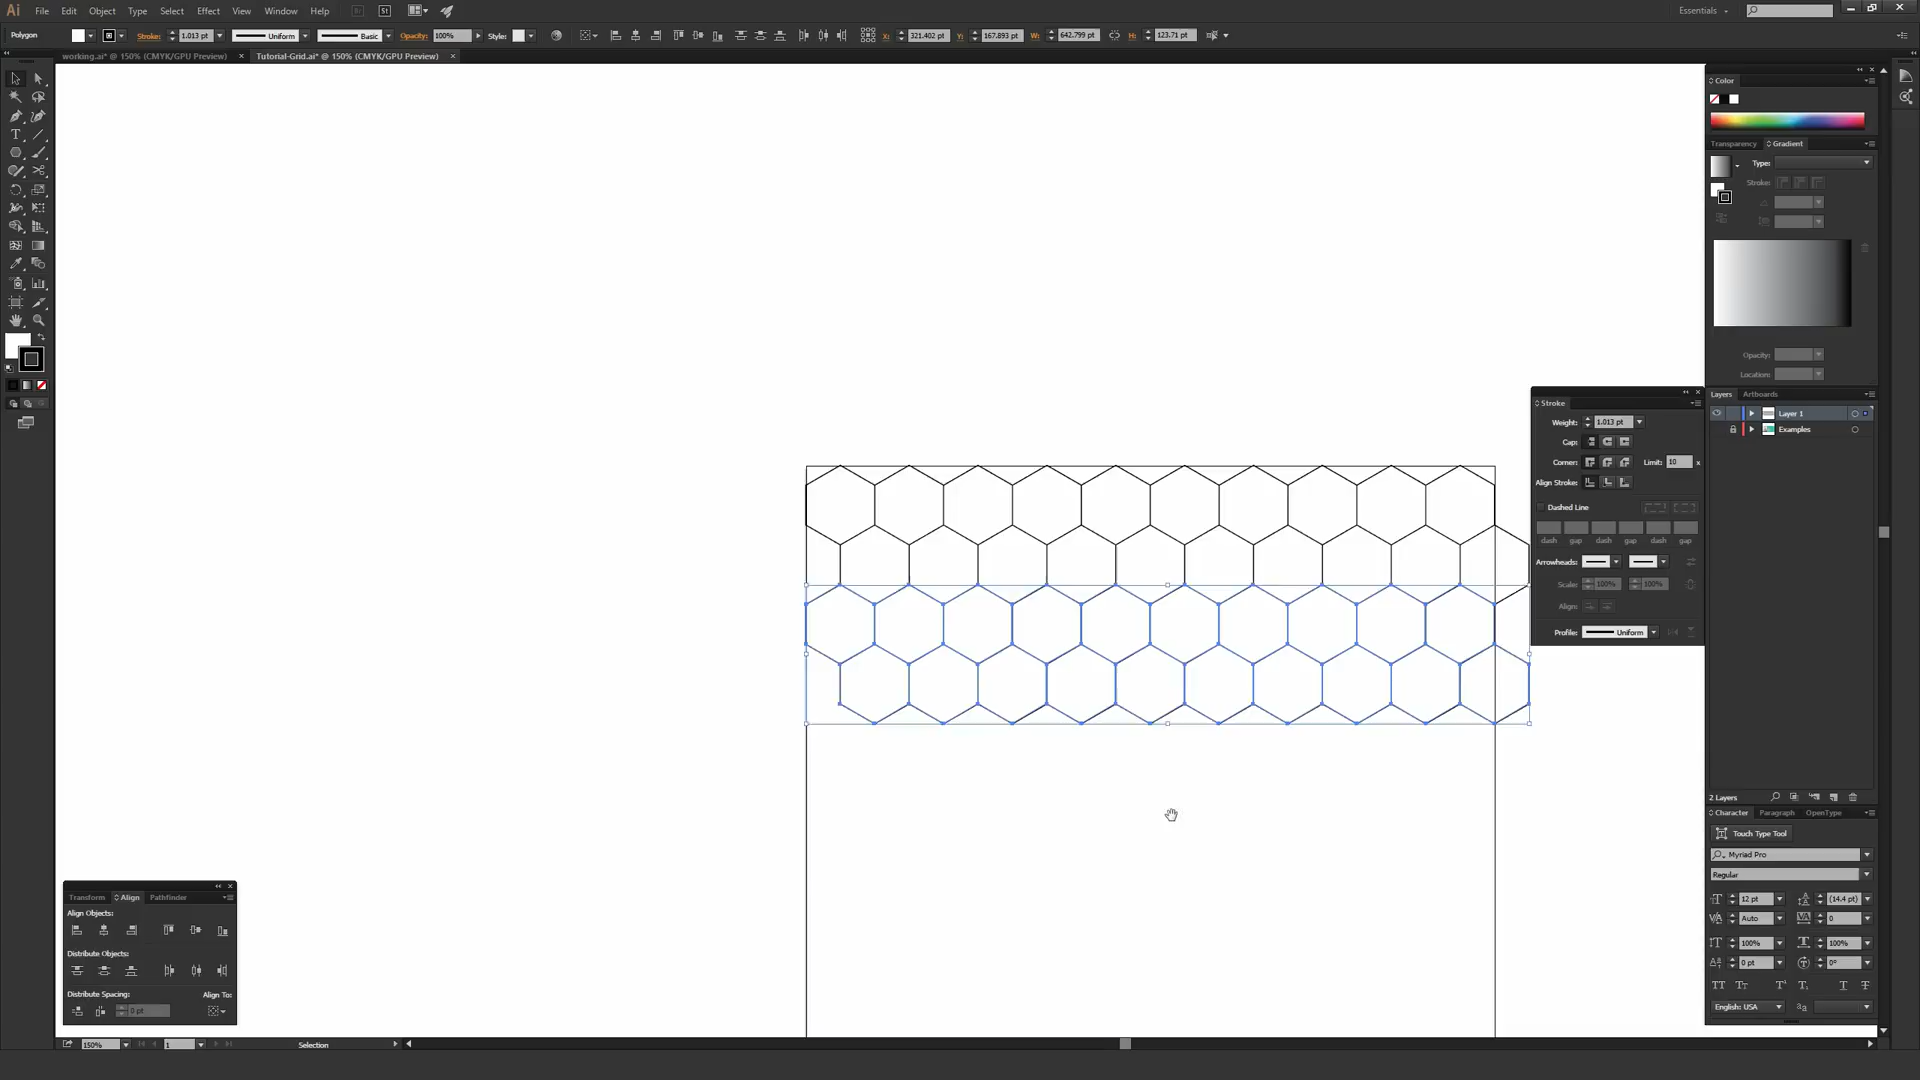 Ai File Edit Object Type Select Effect View Window Help Br St Essentials
Polygon Stroke: 1.013 pt Uniform Basic Opacity: 100% Style: X: 321.402 pt Y: 167.893 pt W: 642.799 pt H: 123.71 pt
working.ai* @ 150% (CMYK/GPU Preview) Tutorial-Grid.ai* @ 150% (CMYK/GPU Preview)
Color
Transparency Gradient
Type:
Stroke:
Opacity:
Location:
Stroke
Weight: 1.013 pt
Cap:
Corner: Limit: 10 x
Align Stroke:
Dashed Line
dash gap dash gap dash gap
Arrowheads:
Scale: 100% 100%
Align:
Profile: Uniform
Layers Artboards
Layer 1
Examples
2 Layers
Character Paragraph OpenType
Touch Type Tool
Myriad Pro
Regular
12 pt (14.4 pt)
Auto 0
100% 100%
0 pt 0°
English: USA
Transform Align Pathfinder
Align Objects:
Distribute Objects:
Distribute Spacing: Align To:
0 pt
150% 1 Selection